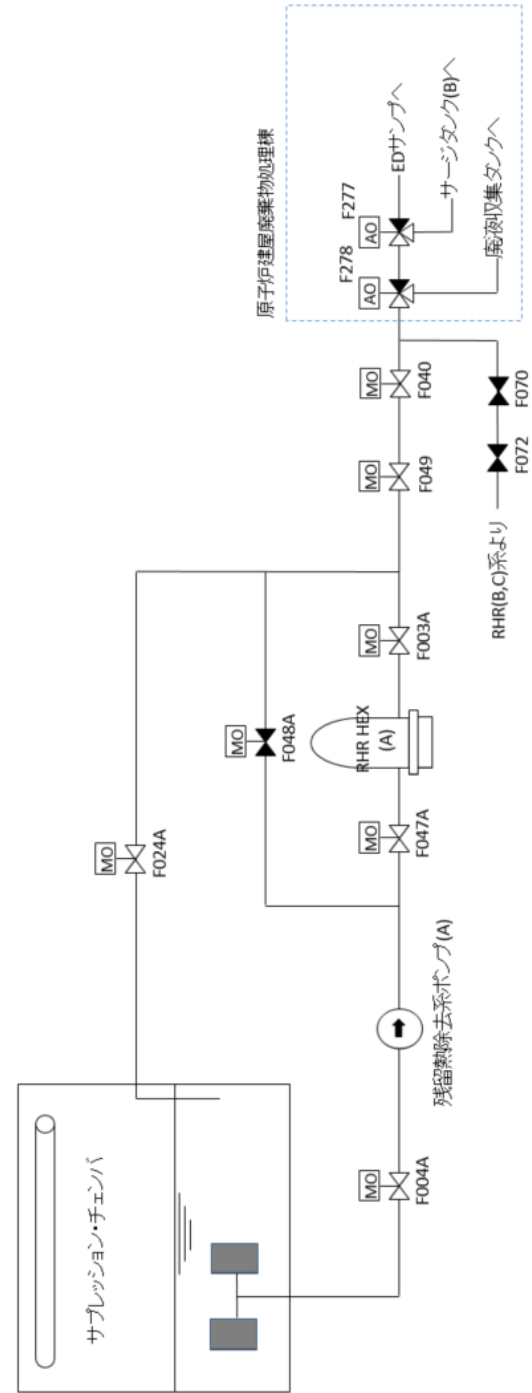 サプレッション・チェンバ
MO
F004A
残留熱除去系ポンプ(A)
MO
F024A
MO
F048A
MO
F047A
RHR HEX
(A)
MO
F003A
MO
F049
MO
F040
RHR(B,C)系より
F072
F070
原子炉建屋廃棄物処理棟
AO
F278
AO
F277
EDサンプへ
サージタンク(B)へ
廃液収集タンクへ